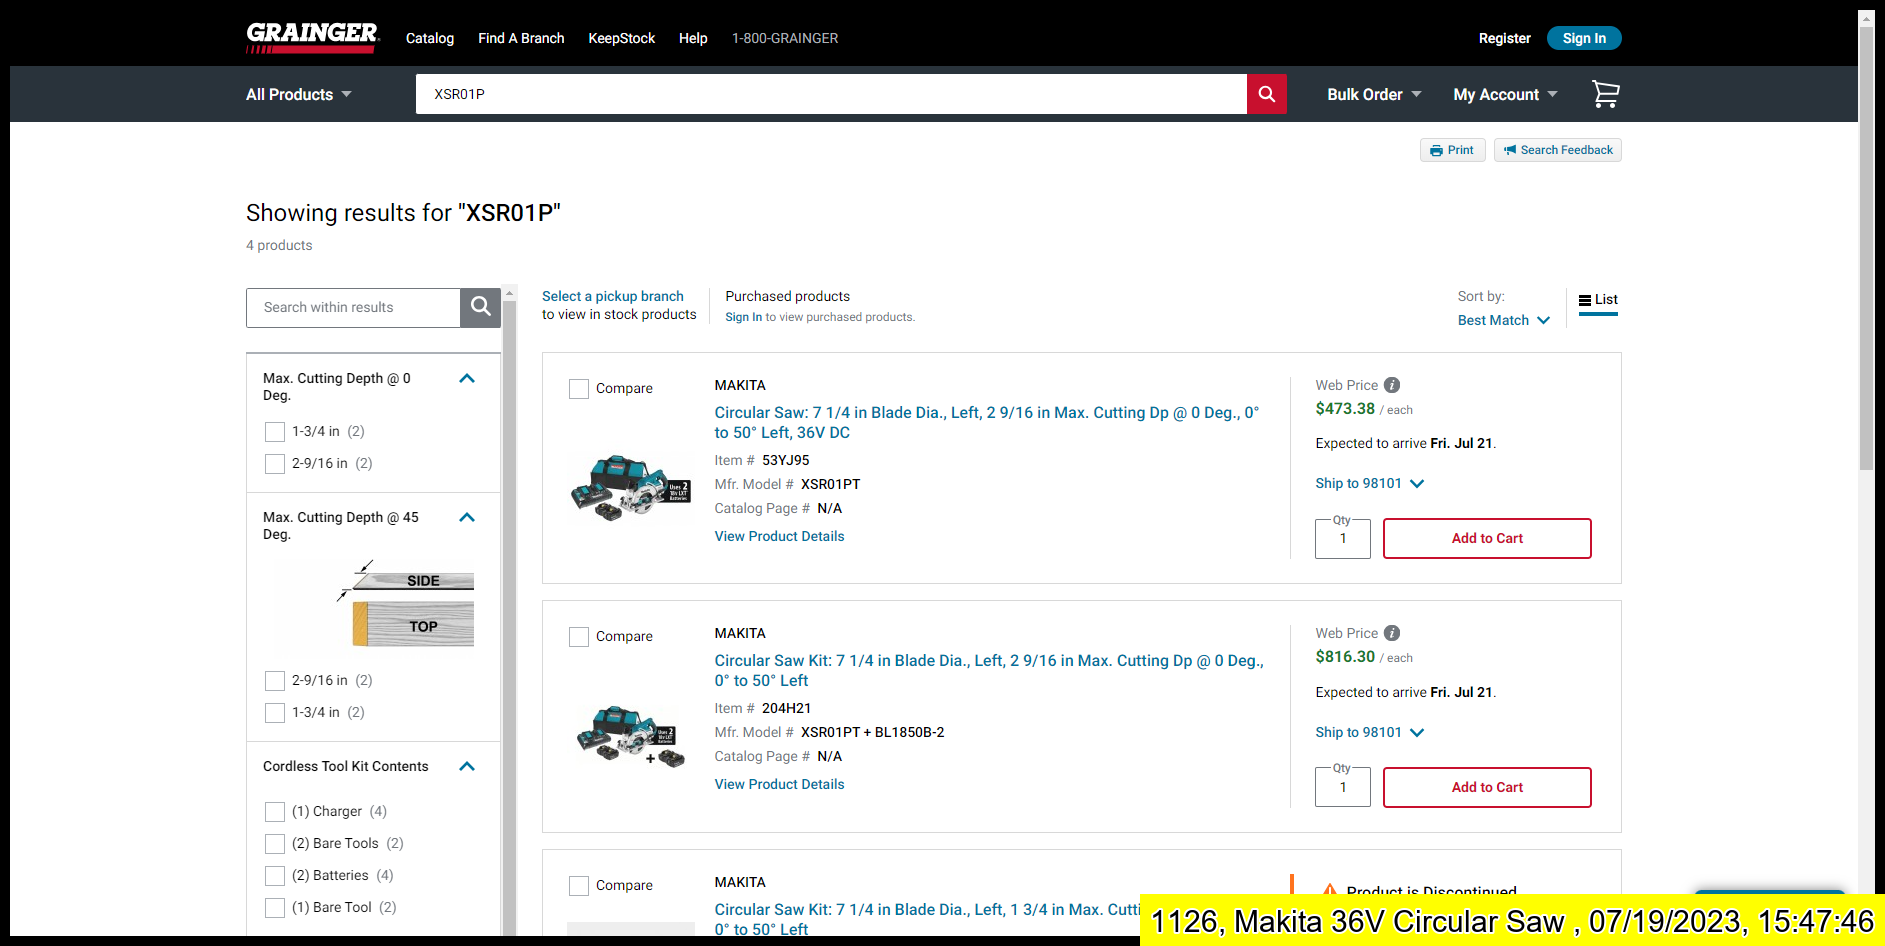 GRAINGER
Catalog
Find A Branch
KeepStock
Help
1-800-GRAINGER
Register
Sign In
All Products
XSR01P
Bulk Order
My Account
Print
Search Feedback
Showing results for "XSR01P"
4 products
Search within results
Max. Cutting Depth @ 0
Deg.
1-3/4 in (2)
2-9/16 in (2)
Max. Cutting Depth @ 45
Deg.
SIDE
TOP
2-9/16 in (2)
1-3/4 in (2)
Cordless Tool Kit Contents
(1) Charger (4)
(2) Bare Tools (2)
(2) Batteries (4)
(1) Bare Tool (2)
Select a pickup branch
to view in stock products
Purchased products
Sign In to view purchased products.
Sort by:
Best Match
List
Compare
Uses 2
18V LXT
Batteries
MAKITA
Circular Saw: 7 1/4 in Blade Dia., Left, 2 9/16 in Max. Cutting Dp @ 0 Deg., 0°
to 50° Left, 36V DC
Item # 53YJ95
Mfr. Model # XSR01PT
Catalog Page # N/A
View Product Details
Web Price
$473.38 / each
Expected to arrive Fri. Jul 21.
Ship to 98101
Qty
1
Add to Cart
Compare
Uses 2
18V LXT
Batteries
+
MAKITA
Circular Saw Kit: 7 1/4 in Blade Dia., Left, 2 9/16 in Max. Cutting Dp @ 0 Deg.,
0° to 50° Left
Item # 204H21
Mfr. Model # XSR01PT + BL1850B-2
Catalog Page # N/A
View Product Details
Web Price
$816.30 / each
Expected to arrive Fri. Jul 21.
Ship to 98101
Qty
1
Add to Cart
Compare
MAKITA
Circular Saw Kit: 7 1/4 in Blade Dia., Left, 1 3/4 in Max. Cutti
0° to 50° Left
Product is Discontinued
1126, Makita 36V Circular Saw , 07/19/2023, 15:47:46